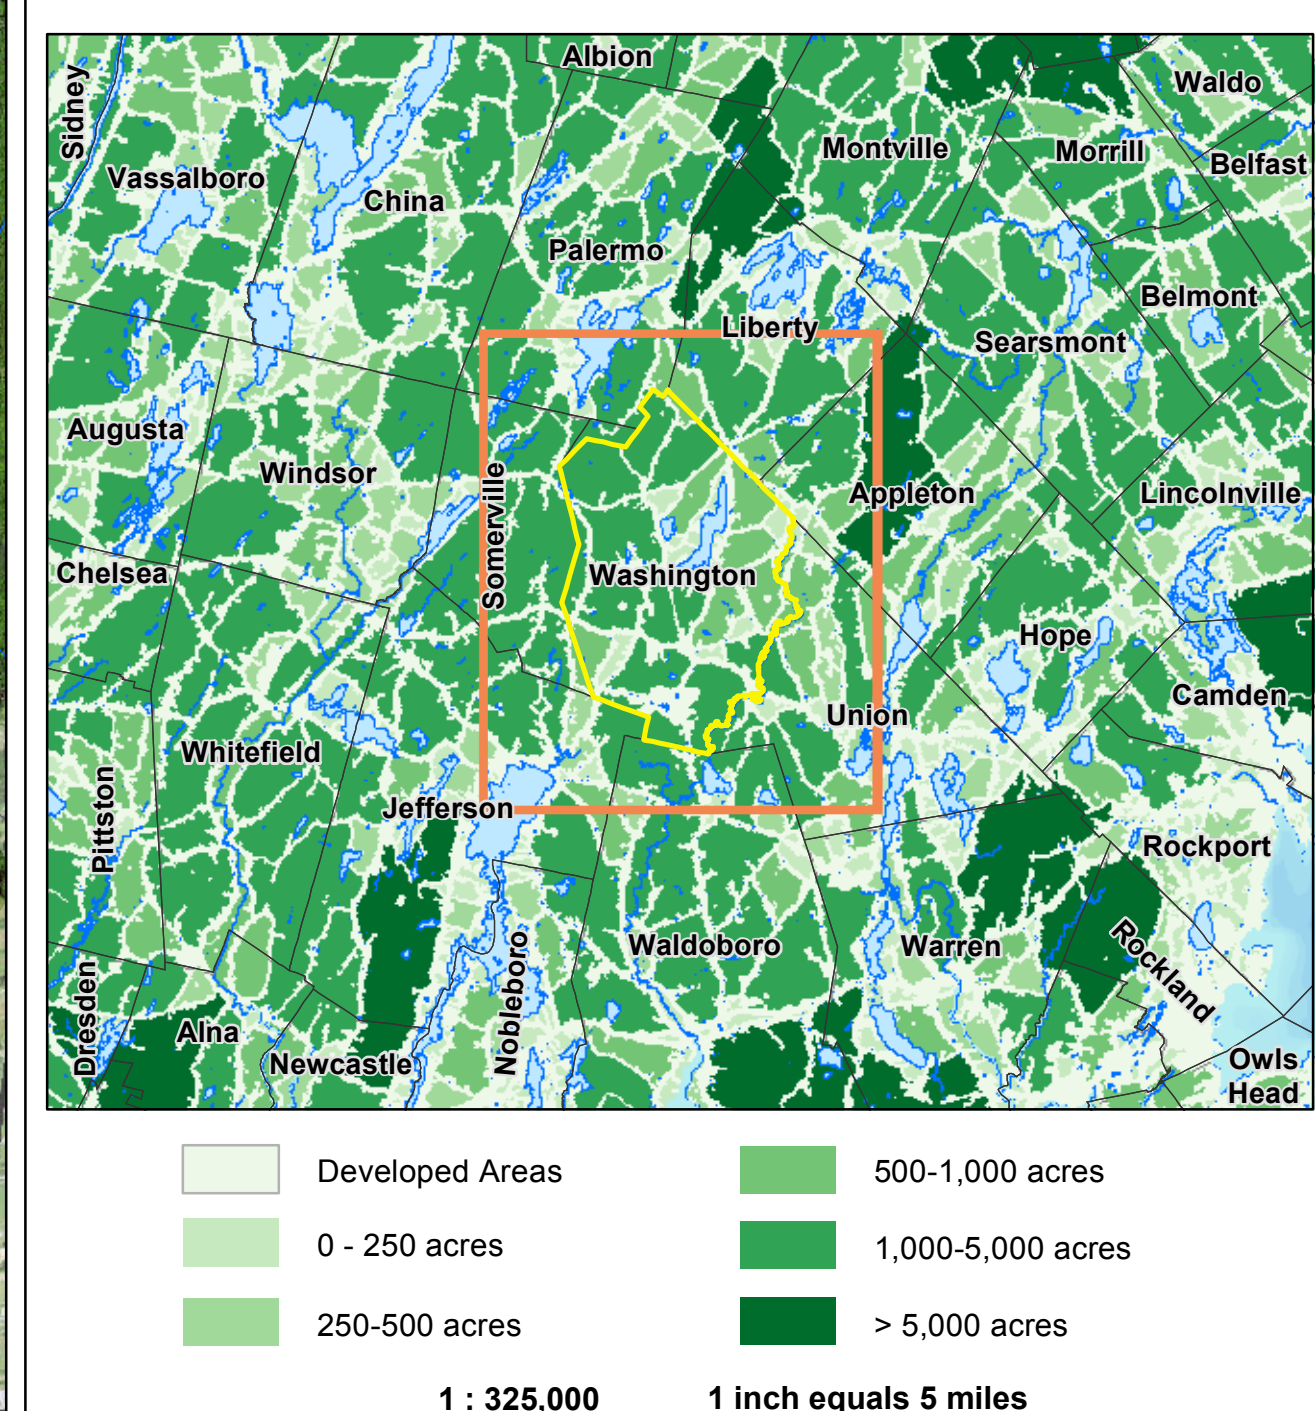 Albion
Waldo
Sidney
Montville
Morrill
Belfast
Vassalboro
China
Palermo
Belmont
Liberty
Searsmont
Augusta
Windsor
Somerville
Appleton
Lincolnville
Chelsea
Washington
Hope
Camden
Union
Whitefield
Pittston
Jefferson
Rockport
Waldoboro
Warren
Rockland
Nobleboro
Dresden
Alna
Newcastle
Owls
Head
Developed Areas
0 - 250 acres
250-500 acres
500-1,000 acres
1,000-5,000 acres
> 5,000 acres
1 : 325,000
1 inch equals 5 miles